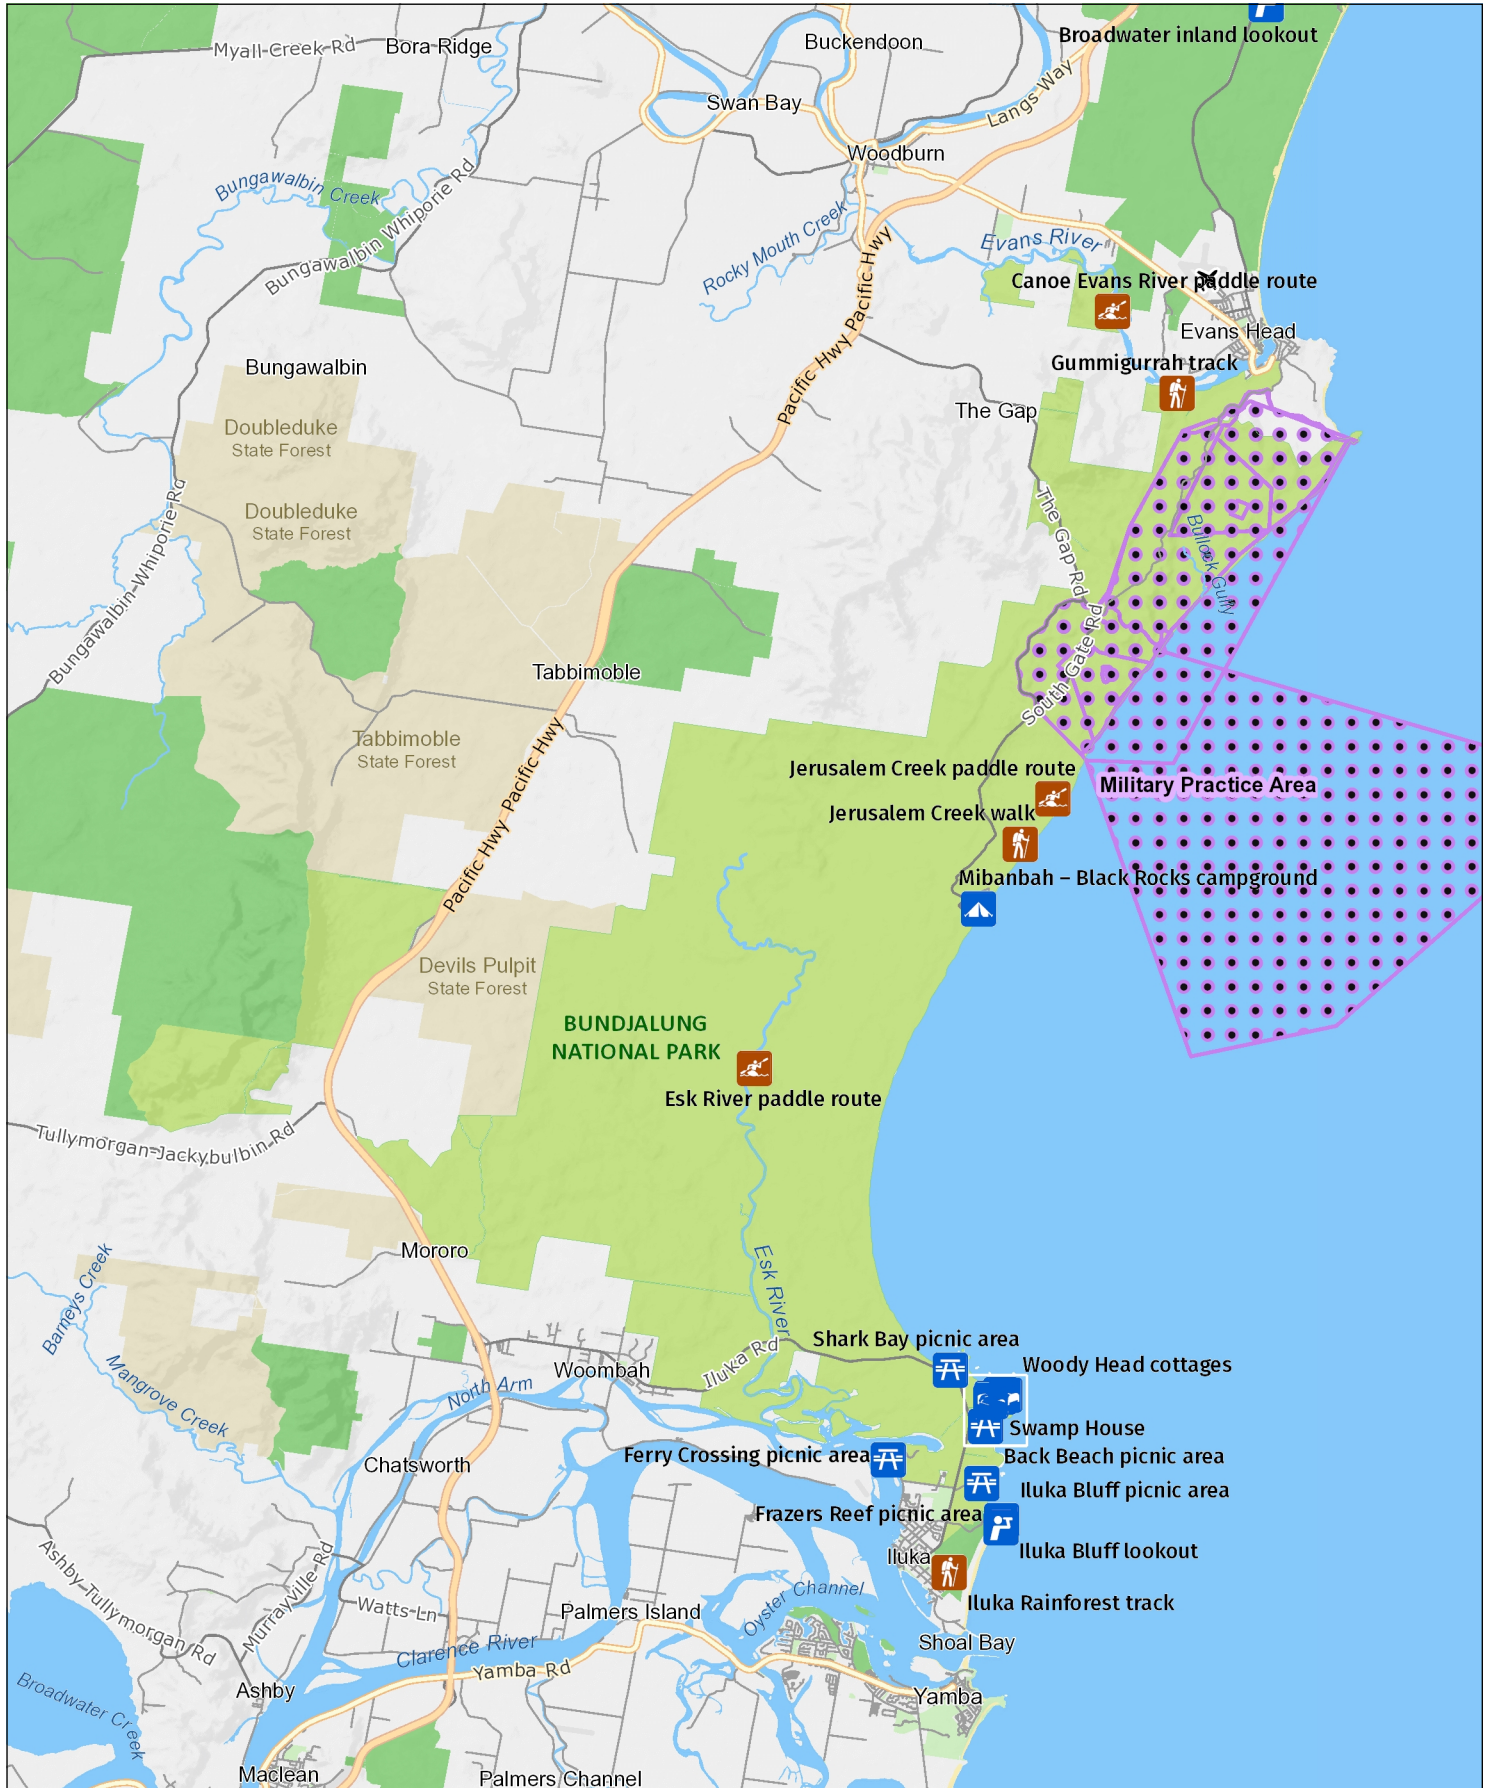 Broadwater inland lookout
Myall Creek Rd
Bora Ridge
Buckendoon
Swan Bay
Langs Way
Woodburn
Bungawalbin Creek
Bungawalbin Whiporie Rd
Rocky Mouth Creek
Evans River
Pacific Hwy Pacific Hwy
Canoe Evans River paddle route
Evans Head
Gummigurrah track
Bungawalbin
The Gap
Doubleduke
State Forest
Doubleduke
State Forest
Bungawalbin-Whiporie Rd
The Gap Rd
Bullock Gully
South Gate Rd
Tabbimoble
Tabbimoble
State Forest
Pacific Hwy Pacific Hwy
Jerusalem Creek paddle route
Military Practice Area
Jerusalem Creek walk
Mibanbah – Black Rocks campground
Devils Pulpit
State Forest
BUNDJALUNG
NATIONAL PARK
Esk River paddle route
Tullymorgan-Jackybulbin Rd
Mororo
Barneys Creek
Esk River
Mangrove Creek
Shark Bay picnic area
Woody Head cottages
Iluka Rd
Woombah
North Arm
Swamp House
Ferry Crossing picnic area
Back Beach picnic area
Chatsworth
Iluka Bluff picnic area
Frazers Reef picnic area
Iluka Bluff lookout
Iluka
Iluka Rainforest track
Ashby-Tullymorgan Rd
Murrayville Rd
Watts Ln
Oyster Channel
Palmers Island
Shoal Bay
Clarence River
Yamba Rd
Ashby
Yamba
Broadwater Creek
Maclean
Palmers Channel